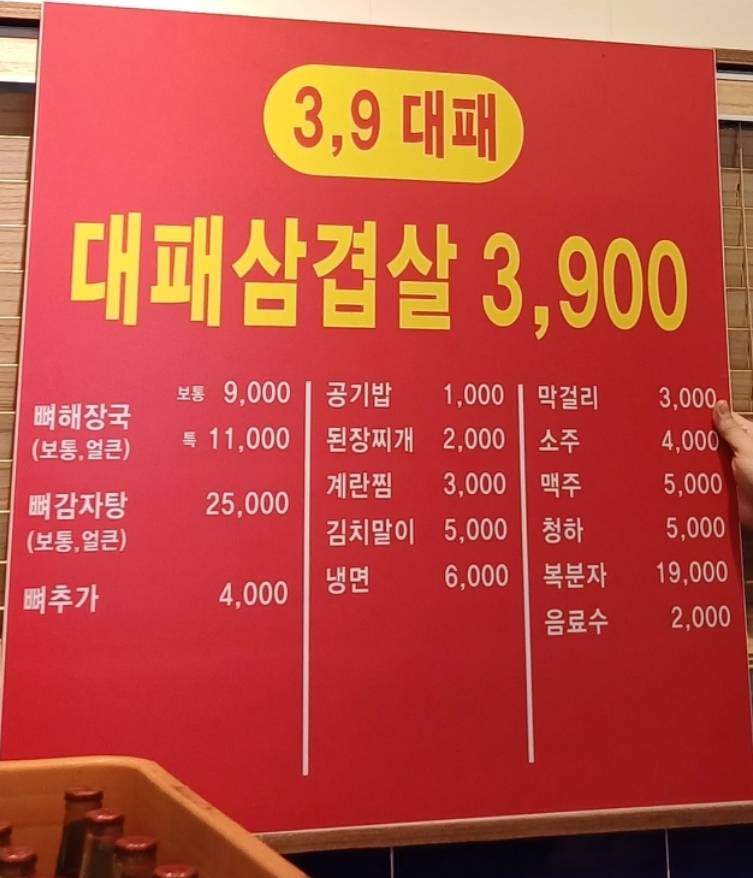 3,9 대패
대패삼겹살 3,900
뼈해장국 보통 9,000
(보통,얼큰) 특 11,000
뼈감자탕 25,000
(보통,얼큰)
뼈추가 4,000
공기밥 1,000
된장찌개 2,000
계란찜 3,000
김치말이 5,000
냉면 6,000
막걸리 3,000
소주 4,000
맥주 5,000
청하 5,000
복분자 19,000
음료수 2,000